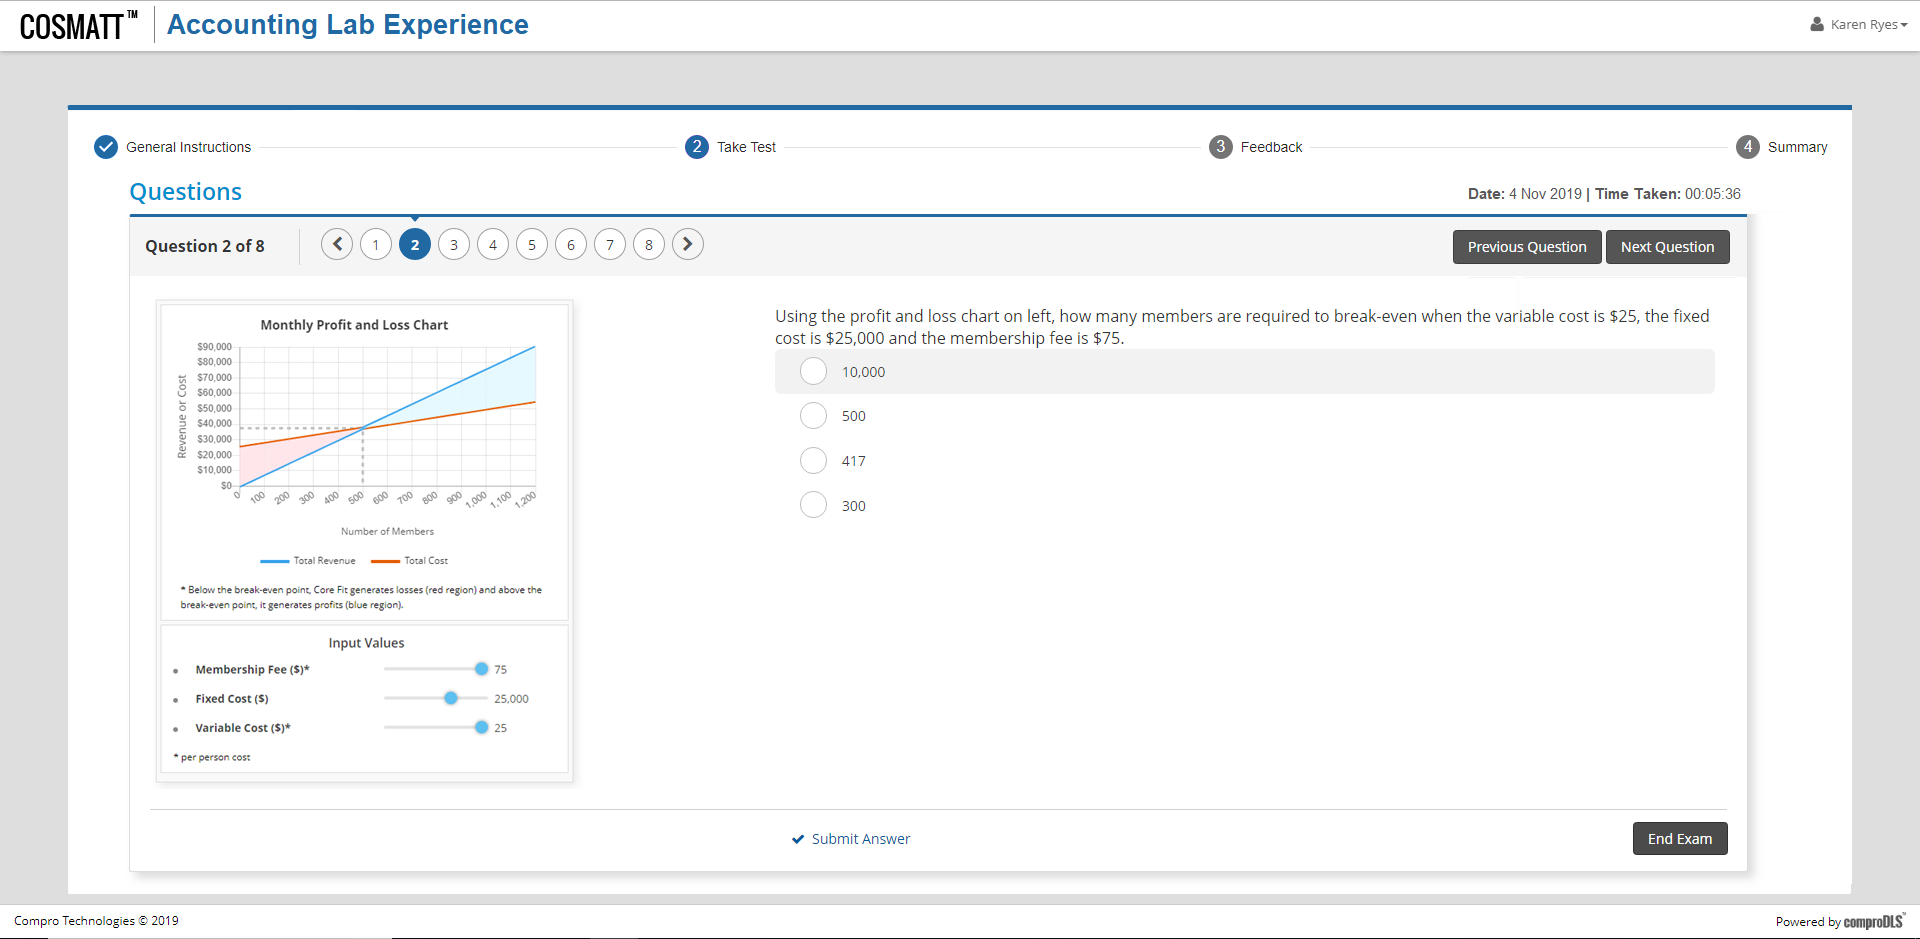 COSMATT™ Accounting Lab Experience
Karen Ryes
General Instructions
2 Take Test
3 Feedback
4 Summary
Questions
Date: 4 Nov 2019 | Time Taken: 00:05:36
Question 2 of 8
1 2 3 4 5 6 7 8
Previous Question
Next Question
Monthly Profit and Loss Chart
Revenue or Cost
$90,000
$80,000
$70,000
$60,000
$50,000
$40,000
$30,000
$20,000
$10,000
$0
0 100 200 300 400 500 600 700 800 900 1,000 1,100 1,200
Number of Members
Total Revenue Total Cost
* Below the break-even point, Core Fit generates losses (red region) and above the
break-even point, it generates profits (blue region).
Input Values
• Membership Fee ($)* 75
• Fixed Cost ($) 25,000
• Variable Cost ($)* 25
* per person cost
Using the profit and loss chart on left, how many members are required to break-even when the variable cost is $25, the fixed
cost is $25,000 and the membership fee is $75.
10,000
500
417
300
Submit Answer
End Exam
Compro Technologies © 2019
Powered by comproDLS™